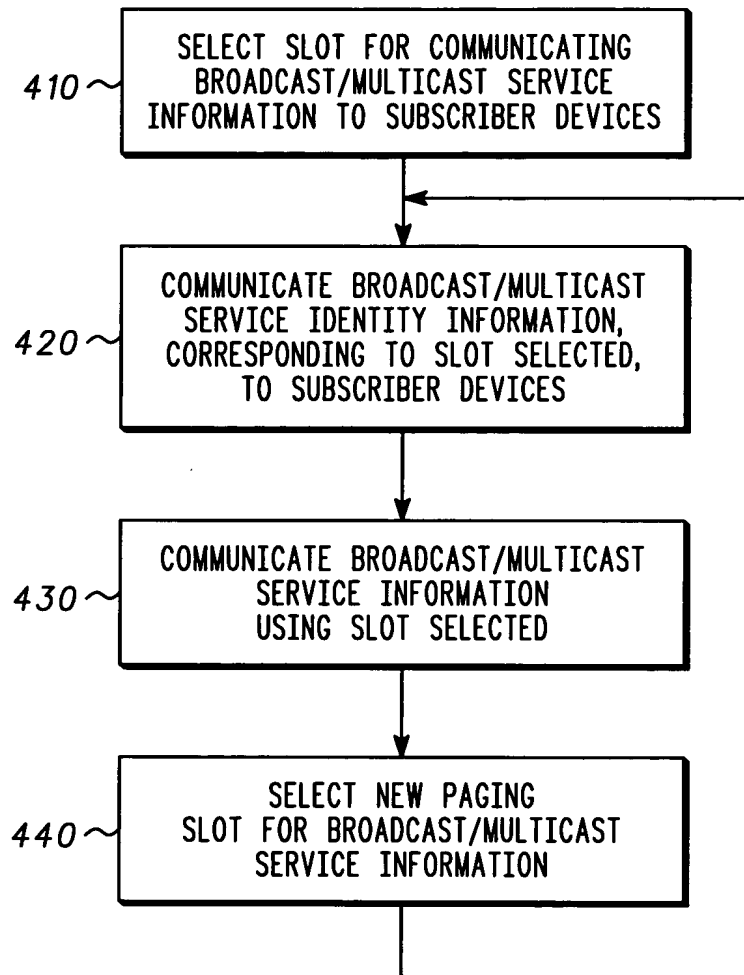 SELECT SLOT FOR COMMUNICATING
410 BROADCAST/MULTICAST SERVICE
INFORMATION TO SUBSCRIBER DEVICES
COMMUNICATE BROADCAST/MULTICAST
SERVICE IDENTITY INFORMATION,
420 CORRESPONDING TO SLOT SELECTED,
TO SUBSCRIBER DEVICES
COMMUNICATE BROADCAST/MULTICAST
430 SERVICE INFORMATION
USING SLOT SELECTED
SELECT NEW PAGING
440 SLOT FOR BROADCAST/MULTICAST
SERVICE INFORMATION